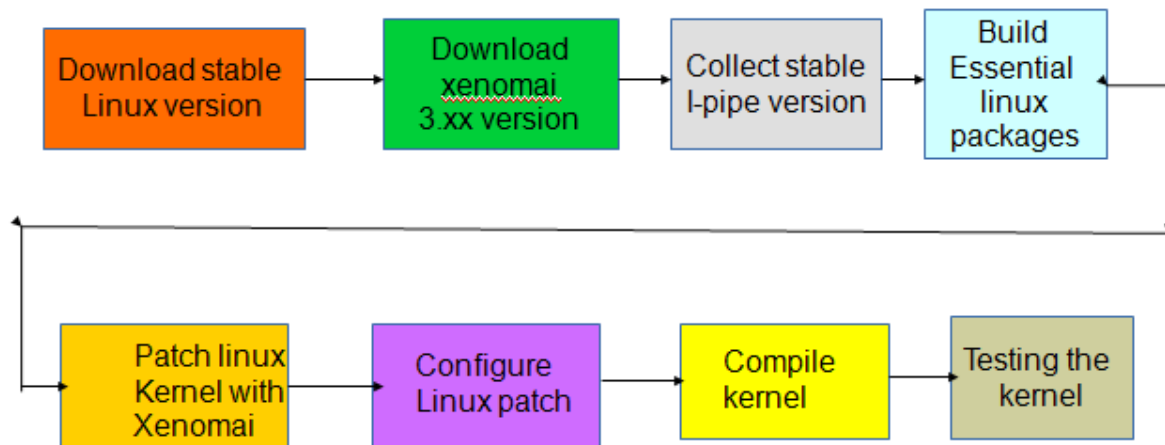 Download stable
Linux version
Download
xenomai
3.xx version
Collect stable
I-pipe version
Build
Essential
linux
packages
Patch linux
Kernel with
Xenomai
Configure
Linux patch
Compile
kernel
Testing the
kernel